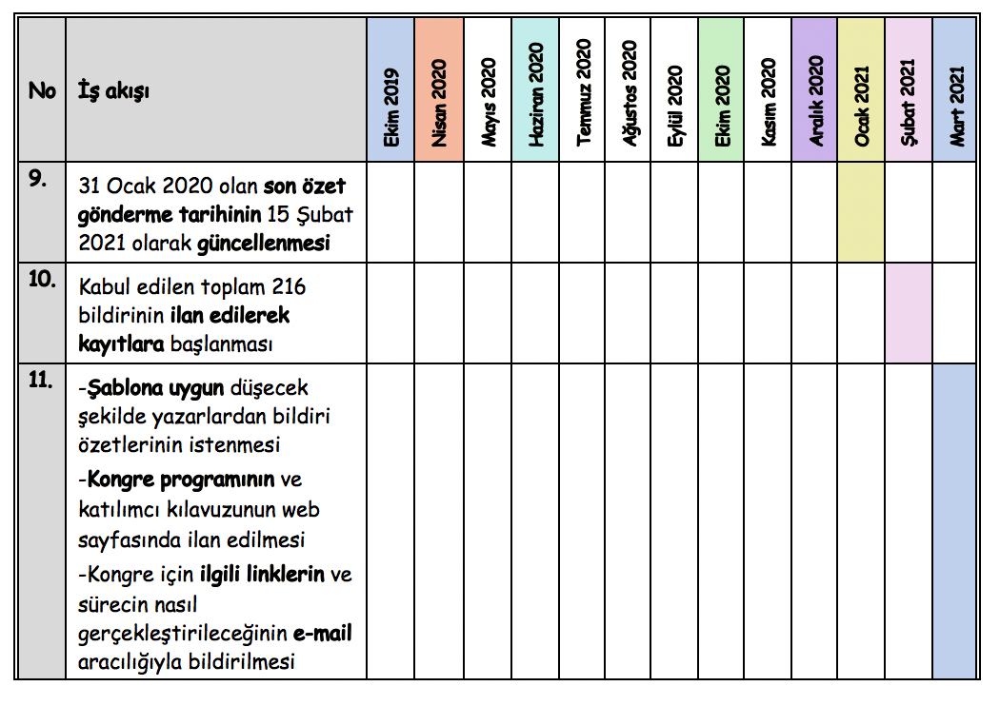 No
İş akışı
Ekim 2019
Nisan 2020
Mayıs 2020
Haziran 2020
Temmuz 2020
Ağustos 2020
Eylül 2020
Ekim 2020
Kasım 2020
Aralık 2020
Ocak 2021
Şubat 2021
Mart 2021
9.
31 Ocak 2020 olan son özet
gönderme tarihinin 15 Şubat
2021 olarak güncellenmesi
10.
Kabul edilen toplam 216
bildirinin ilan edilerek
kayıtlara başlanması
11.
-Şablona uygun düşecek
şekilde yazarlardan bildiri
özetlerinin istenmesi
-Kongre programının ve
katılımcı kılavuzunun web
sayfasında ilan edilmesi
-Kongre için ilgili linklerin ve
sürecin nasıl
gerçekleştirileceğinin e-mail
aracılığıyla bildirilmesi